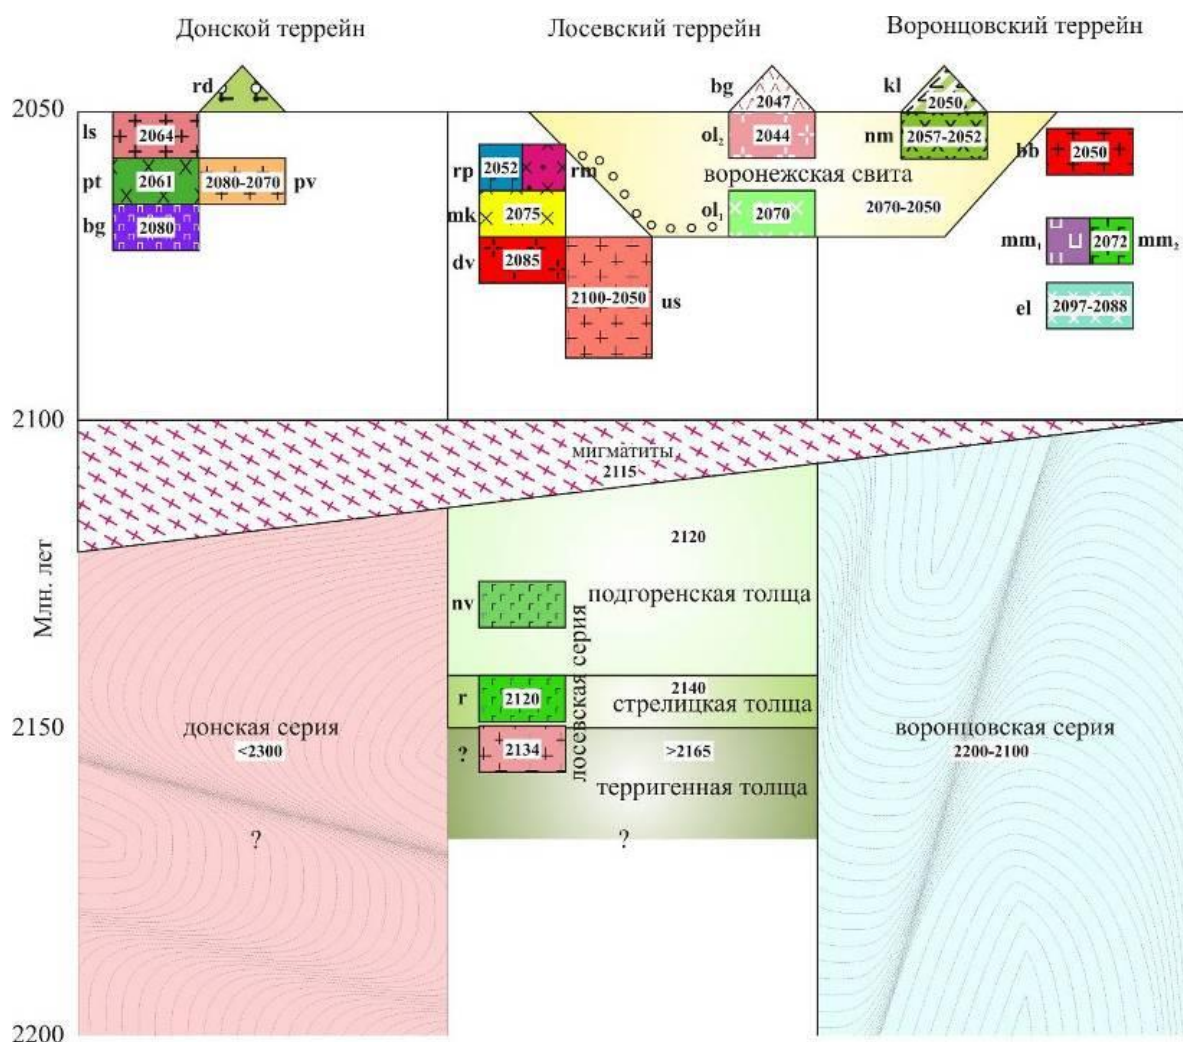 Донской террейн
Лосевский террейн
Воронцовский террейн
Млн. лет
2050
2100
2150
2200
rd
ls
2064
pt
2061
2080-2070
pv
bg
2080
bg
2047
ol2
2044
rp
2052
rm
mk
2075
dv
2085
2100-2050
us
воронежская свита
2070-2050
ol1
2070
kl
2050
nm
2057-2052
bb
2050
mm1
2072
mm2
el
2097-2088
мигматиты
2115
2120
nv
подгоренская толща
лосевская серия
r
2120
2140
стрелицкая толща
?
2134
>2165
терригенная толща
?
донская серия
<2300
?
воронцовская серия
2200-2100